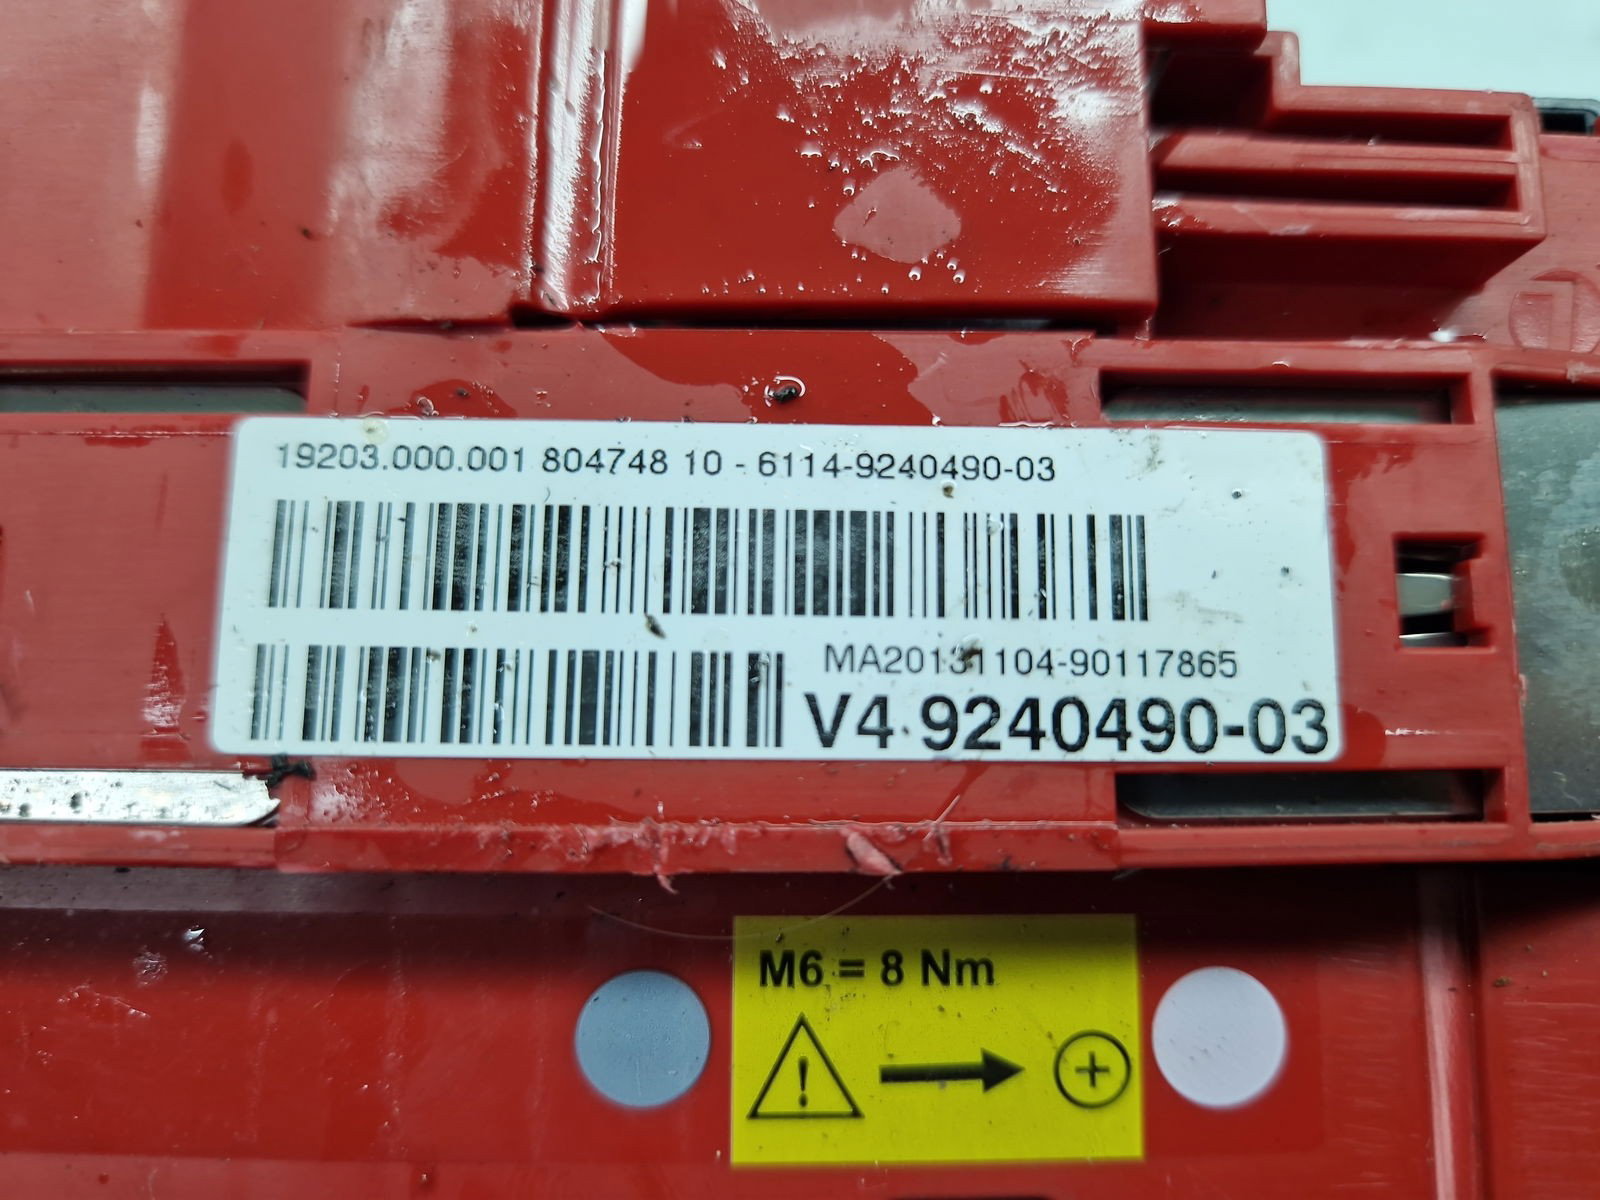 19203.000.001 804748 10 - 6114-9240490-03
MA20131104-90117865
V4 9240490-03
M6 = 8 Nm